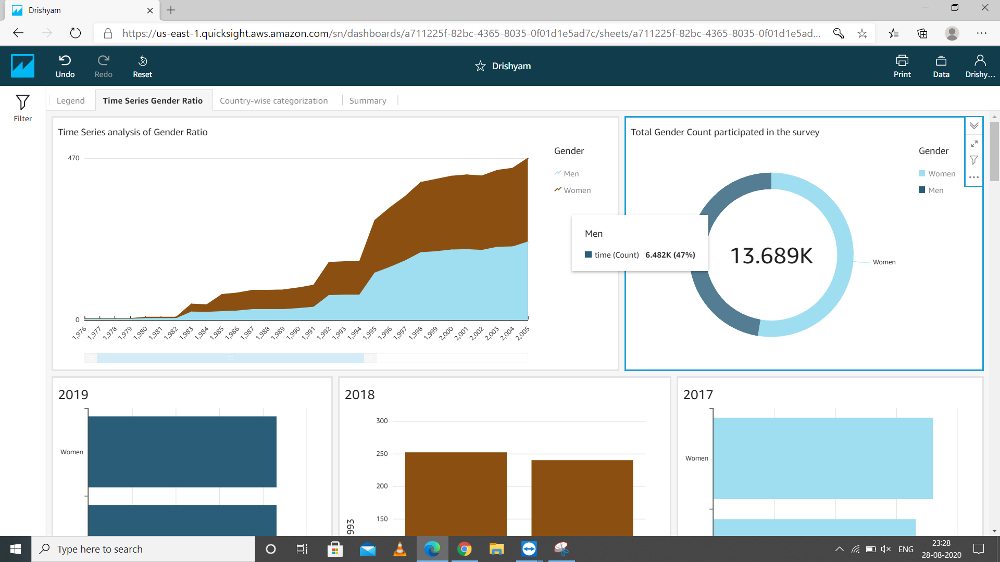 Drishyam
https://us-east-1.quicksight.aws.amazon.com/sn/dashboards/a711225f-82bc-4365-8035-0f01d1e5ad7c/sheets/a711225f-82bc-4365-8035-0f01d1e5ad...
Undo
Redo
Reset
Drishyam
Print
Data
Drishy...
Filter
Legend
Time Series Gender Ratio
Country-wise categorization
Summary
Time Series analysis of Gender Ratio
470
0
1,976
1,977
1,978
1,979
1,980
1,981
1,982
1,983
1,984
1,985
1,986
1,987
1,988
1,989
1,990
1,991
1,992
1,993
1,994
1,995
1,996
1,997
1,998
1,999
2,000
2,001
2,002
2,003
2,004
2,005
Gender
Men
Women
Total Gender Count participated in the survey
Gender
Women
Men
Men
time (Count) 6.482K (47%)
13.689K
Women
2019
Women
2018
300
250
200
150
993
2017
Women
Type here to search
ENG
23:28
28-08-2020